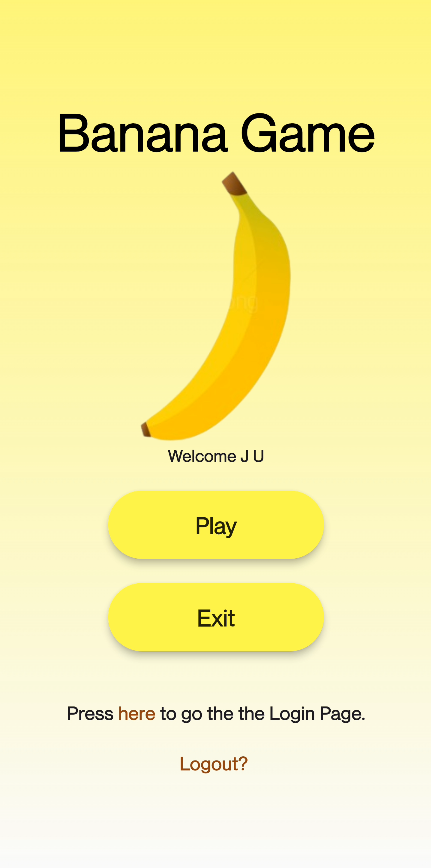 Banana Game
Welcome J U
Play
Exit
Press here to go the the Login Page.
Logout?